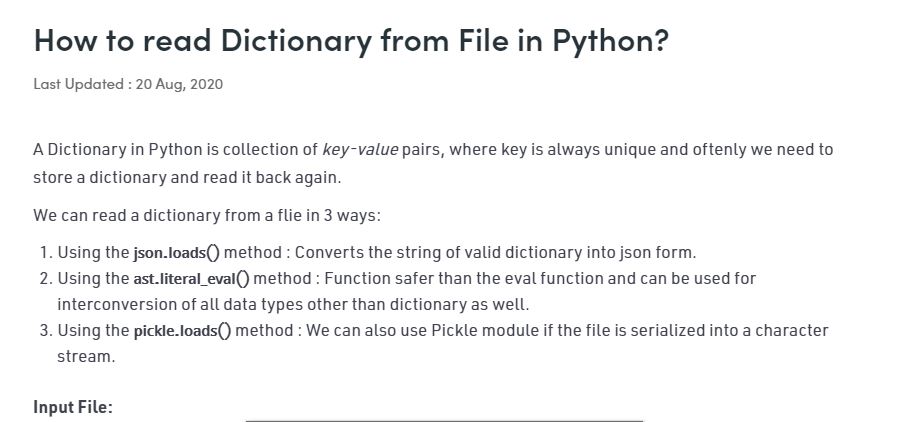 How to read Dictionary from File in Python?
Last Updated : 20 Aug, 2020
A Dictionary in Python is collection of key-value pairs, where key is always unique and oftenly we need to
store a dictionary and read it back again.
We can read a dictionary from a flie in 3 ways:
1. Using the json.loads() method : Converts the string of valid dictionary into json form.
2. Using the ast.literal_eval() method : Function safer than the eval function and can be used for
interconversion of all data types other than dictionary as well.
3. Using the pickle.loads() method : We can also use Pickle module if the file is serialized into a character
stream.
Input File: